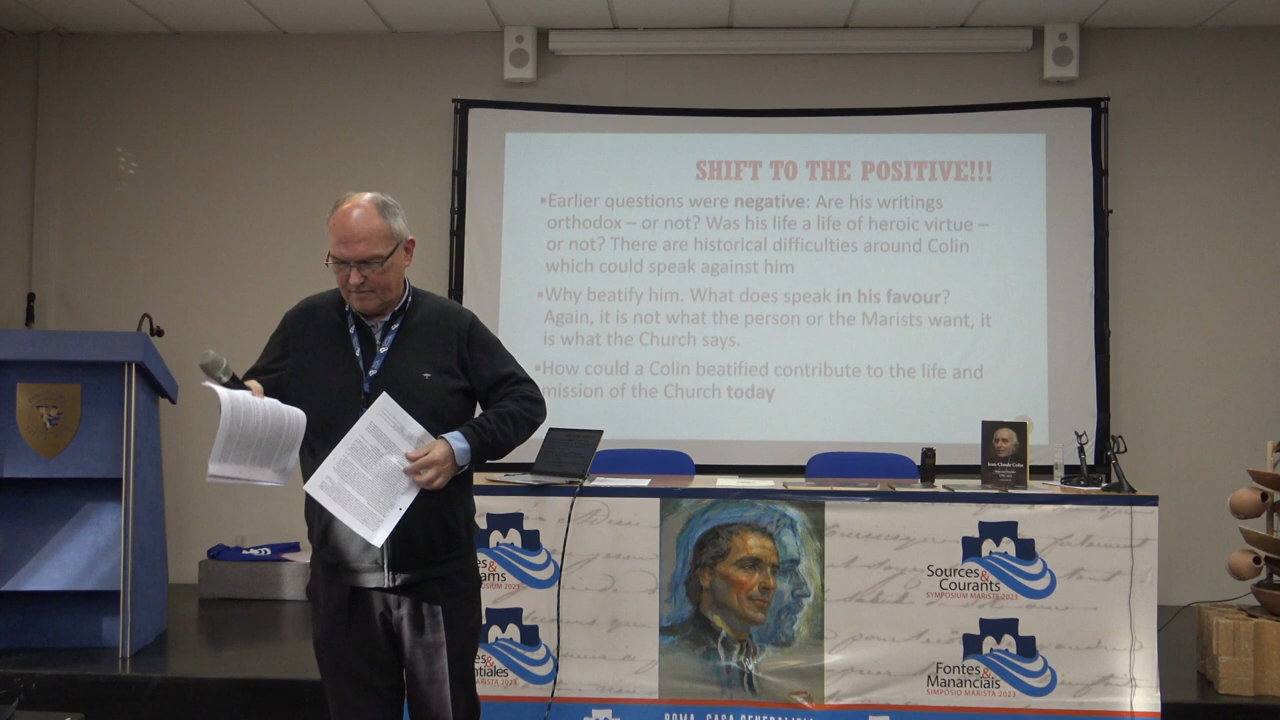 SHIFT TO THE POSITIVE!!!
▪Earlier questions were negative: Are his writings
orthodox – or not? Was his life a life of heroic virtue –
or not? There are historical difficulties around Colin
which could speak against him
▪Why beatify him. What does speak in his favour?
Again, it is not what the person or the Marists want, it
is what the Church says.
▪How could a Colin beatified contribute to the life and
mission of the Church today
Jean-Claude Colin
Sources&
Courants
SYMPOSIUM MARISTE 2023
Fontes&
Mananciais
SIMPÓSIO MARISTA 2023
ROMA, CASA GENERALIZIA